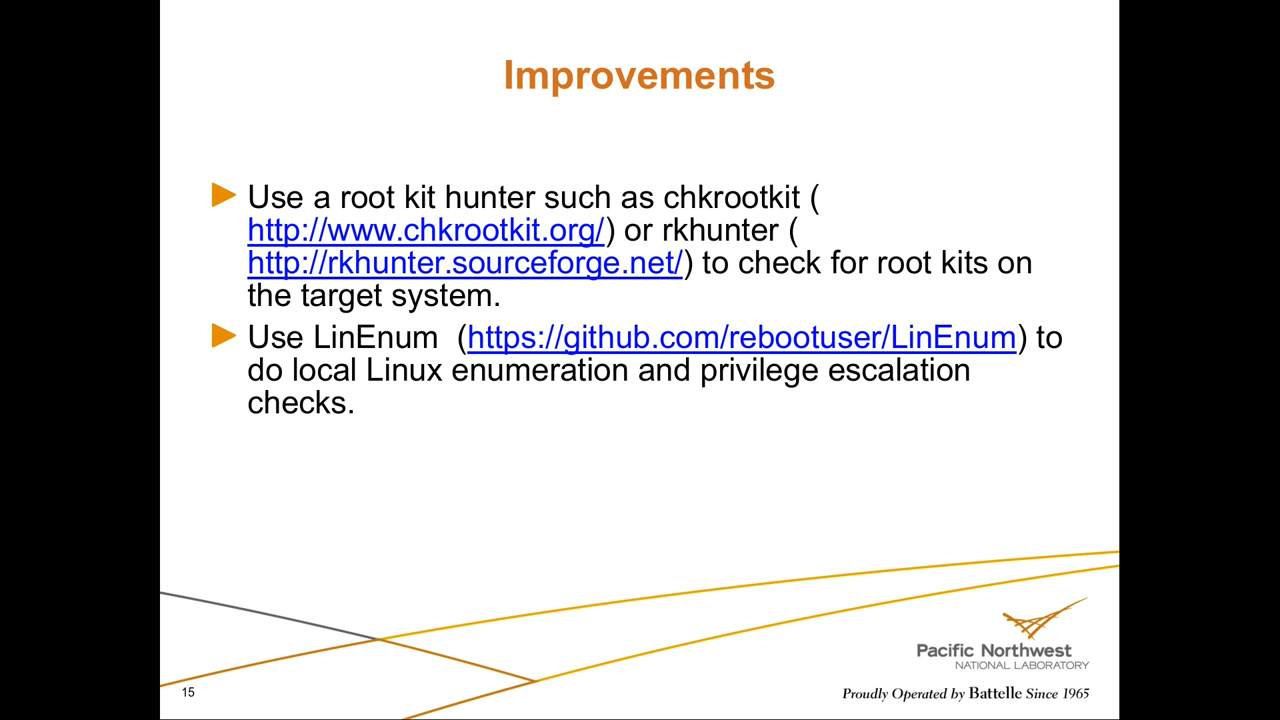 Improvements
Use a root kit hunter such as chkrootkit (
http://www.chkrootkit.org/) or rkhunter (
http://rkhunter.sourceforge.net/) to check for root kits on
the target system.
Use LinEnum  (https://github.com/rebootuser/LinEnum) to
do local Linux enumeration and privilege escalation
checks.
Pacific Northwest
NATIONAL LABORATORY
15
Proudly Operated by Battelle Since 1965